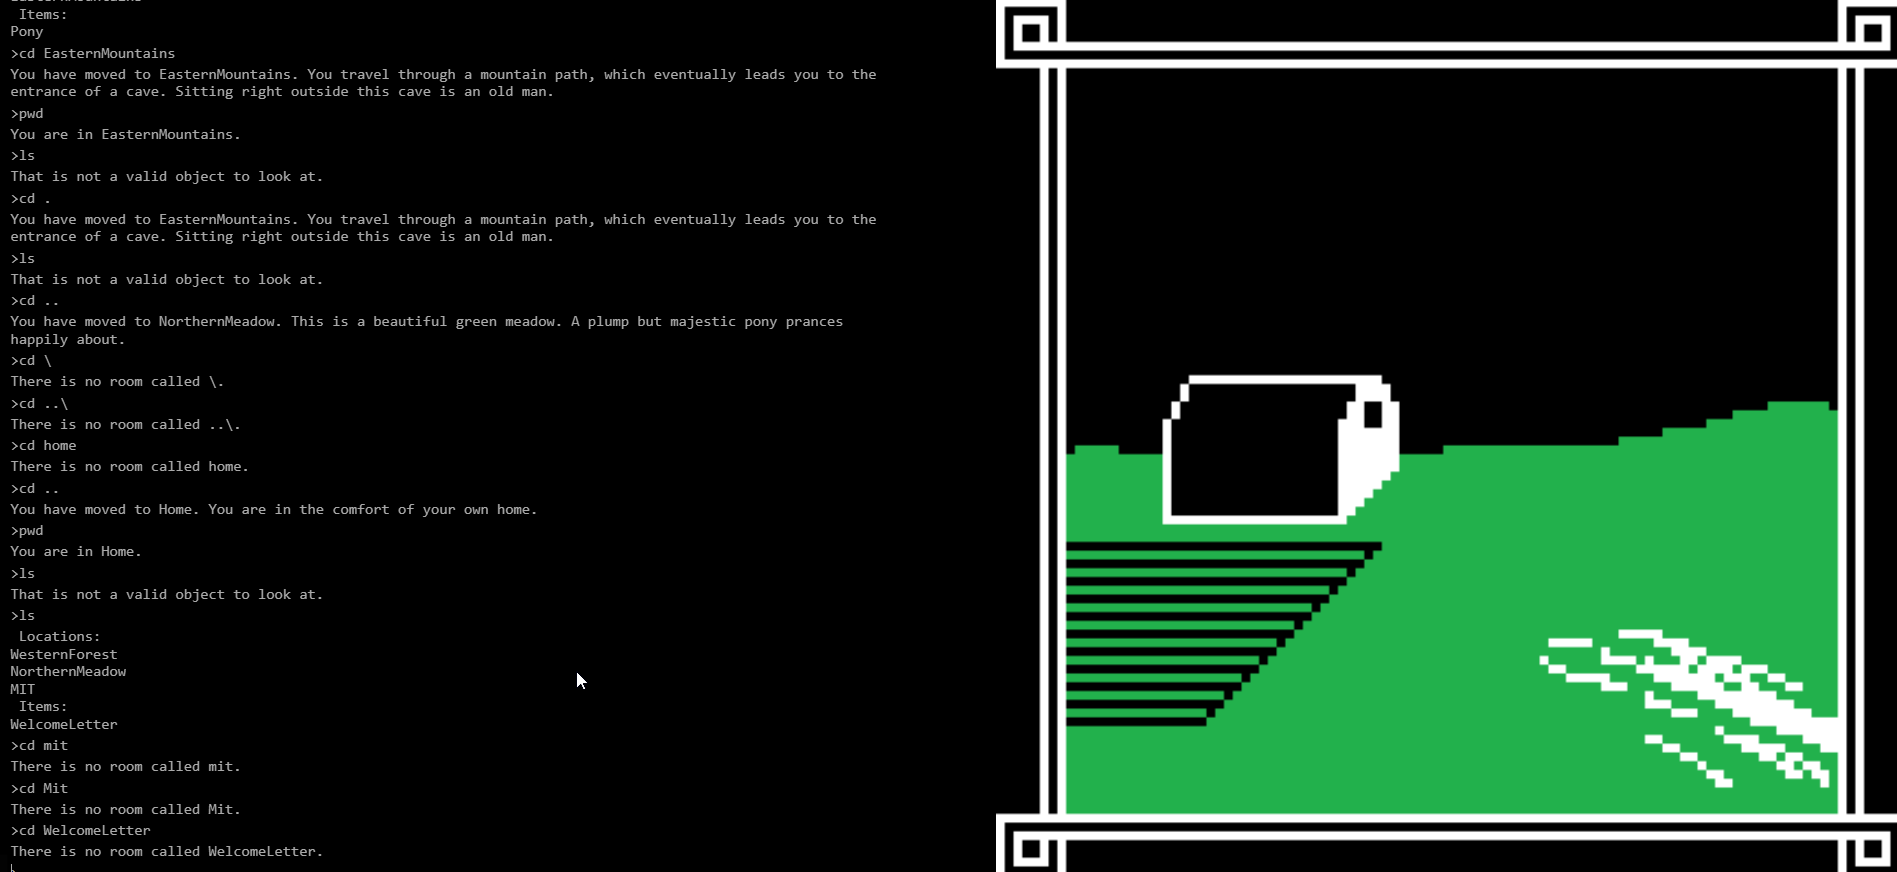 Items:
Pony
>cd EasternMountains
You have moved to EasternMountains. You travel through a mountain path, which eventually leads you to the
entrance of a cave. Sitting right outside this cave is an old man.
>pwd
You are in EasternMountains.
>ls
That is not a valid object to look at.
>cd .
You have moved to EasternMountains. You travel through a mountain path, which eventually leads you to the
entrance of a cave. Sitting right outside this cave is an old man.
>ls
That is not a valid object to look at.
>cd ..
You have moved to NorthernMeadow. This is a beautiful green meadow. A plump but majestic pony prances
happily about.
>cd \
There is no room called \.
>cd ..\
There is no room called ..\.
>cd home
There is no room called home.
>cd ..
You have moved to Home. You are in the comfort of your own home.
>pwd
You are in Home.
>ls
That is not a valid object to look at.
>ls
Locations:
WesternForest
NorthernMeadow
MIT
Items:
WelcomeLetter
>cd mit
There is no room called mit.
>cd Mit
There is no room called Mit.
>cd WelcomeLetter
There is no room called WelcomeLetter.